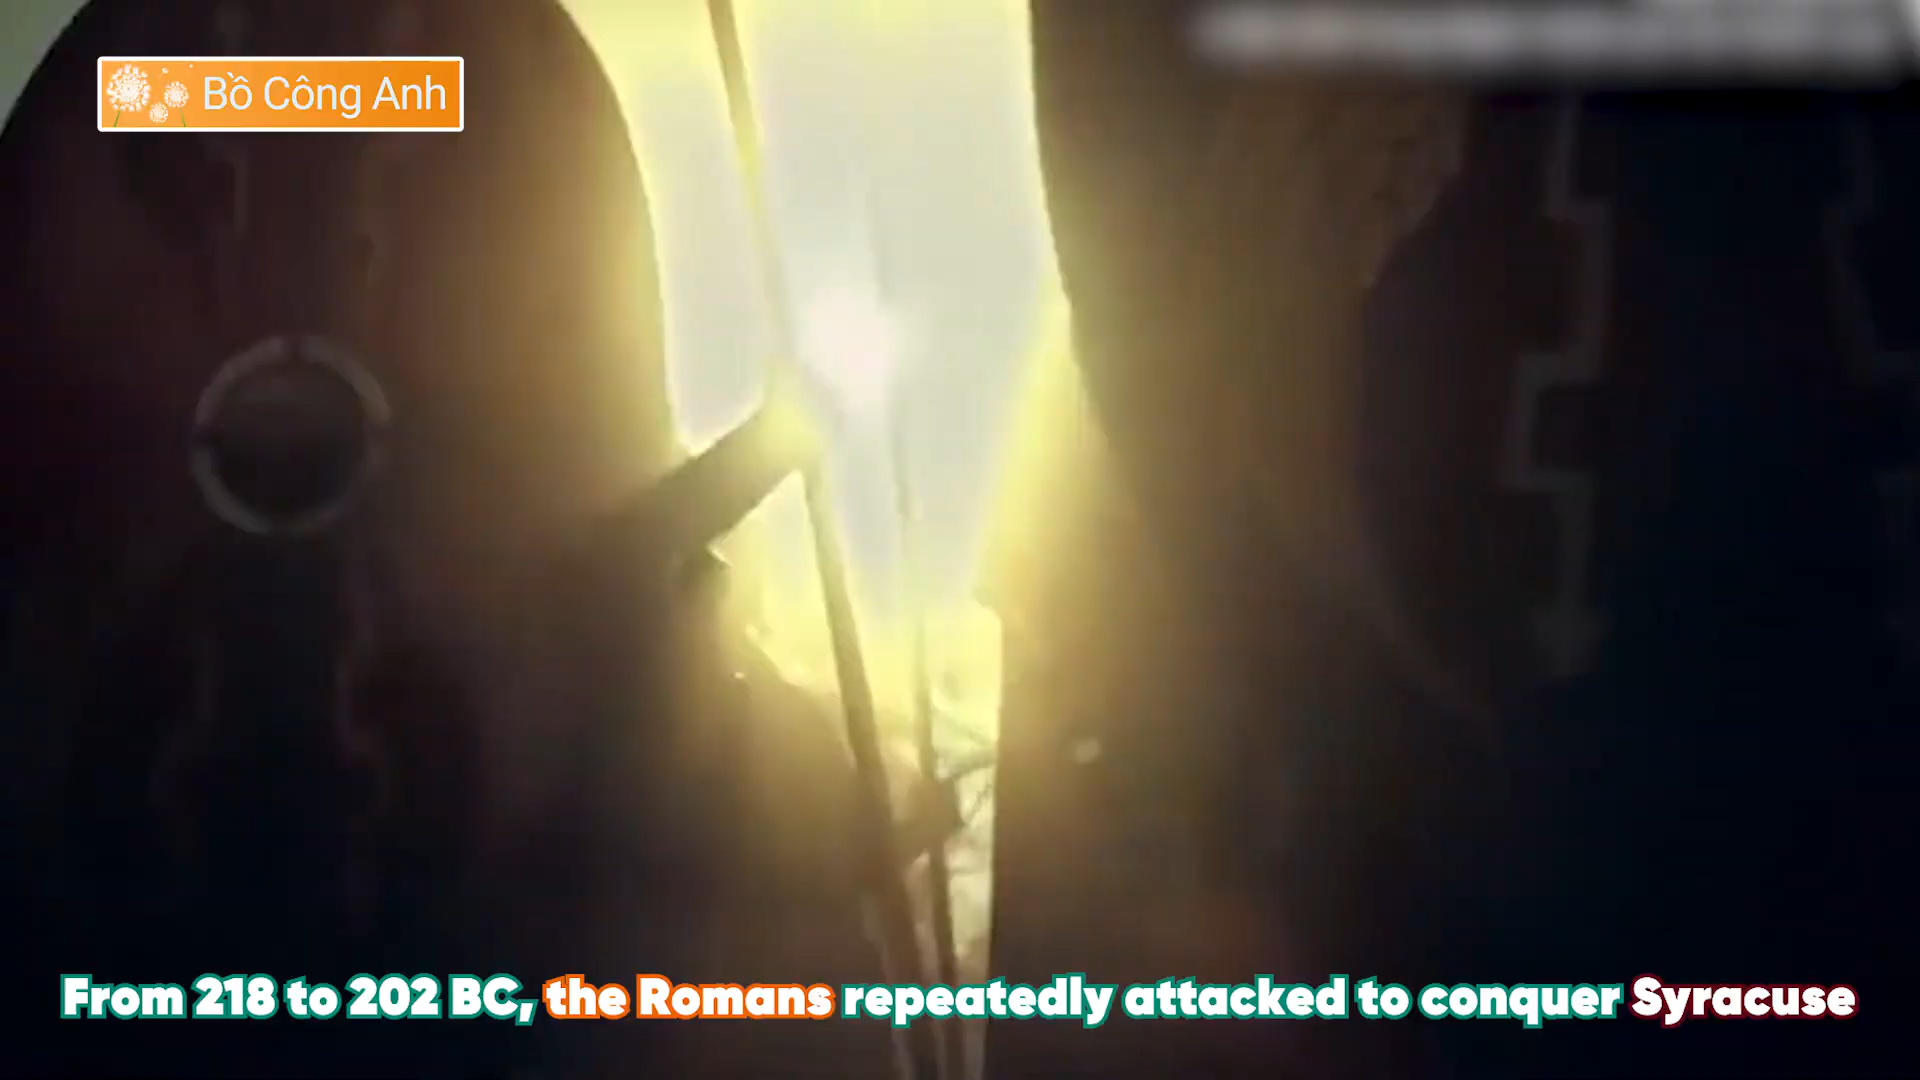 Bồ Công Anh
From 218 to 202 BC, the Romans repeatedly attacked to conquer Syracuse